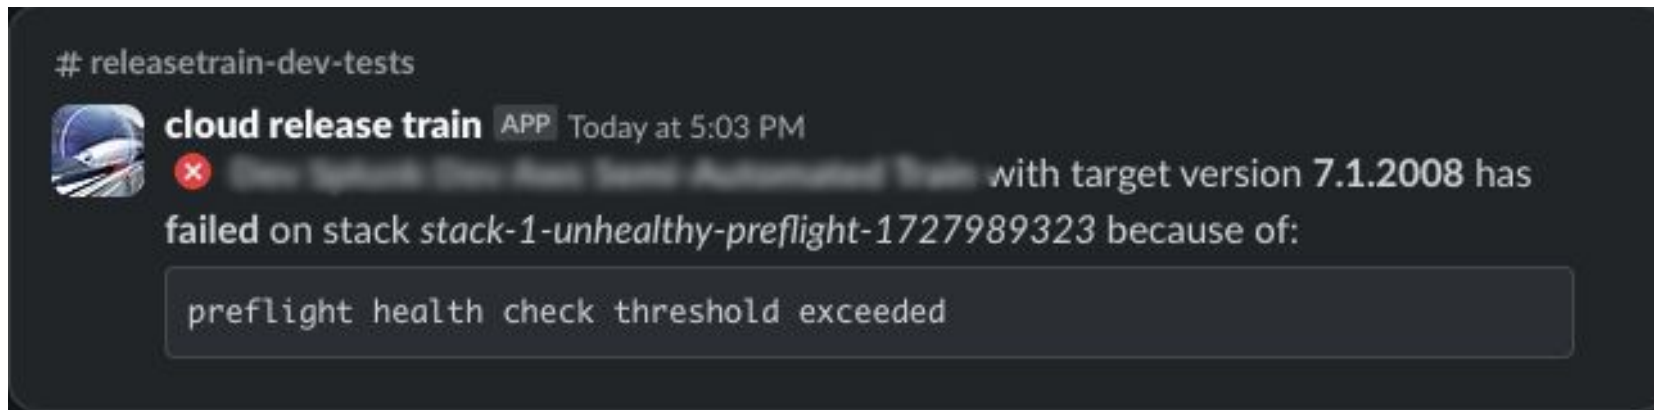 # releasetrain-dev-tests
cloud release train APP Today at 5:03 PM
with target version 7.1.2008 has
failed on stack stack-1-unhealthy-preflight-1727989323 because of:
preflight health check threshold exceeded